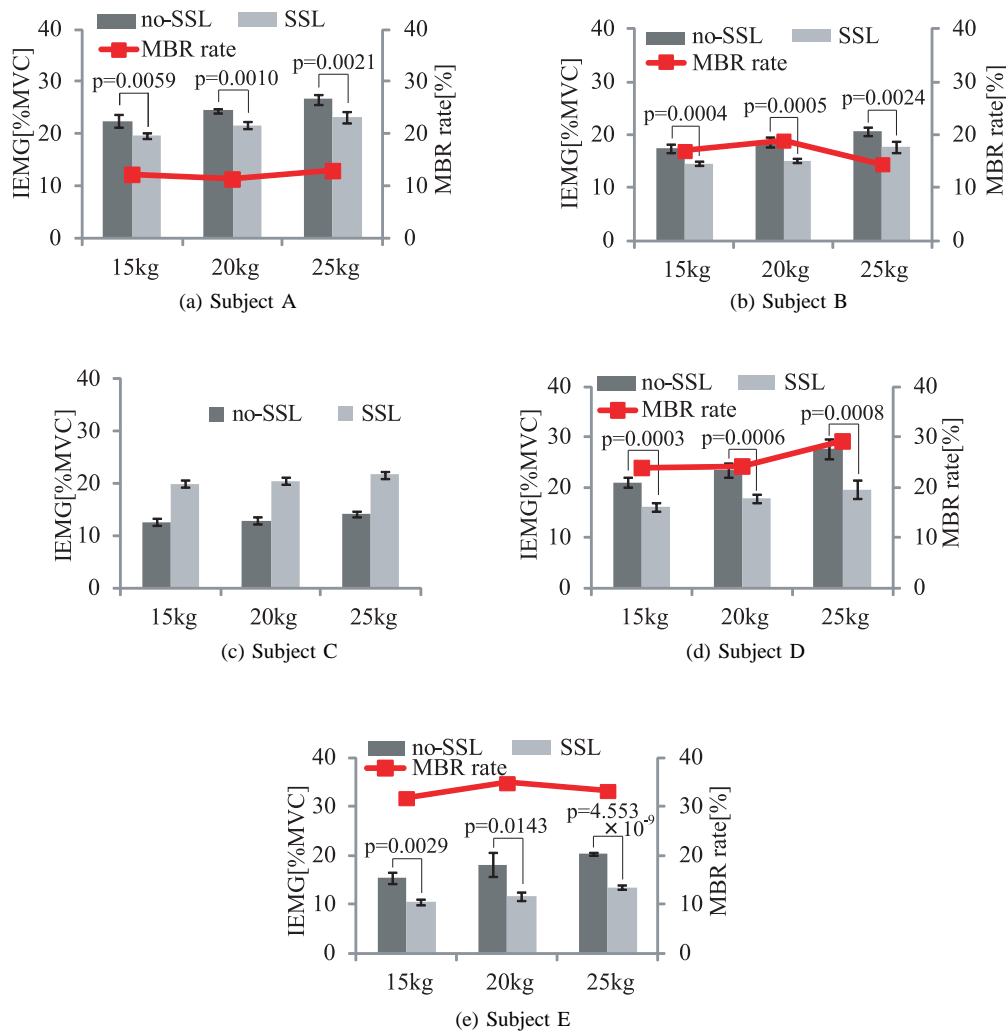 no-SSL SSL
MBR rate
p=0.0059 p=0.0010 p=0.0021
IEMG[%MVC]
40
30
20
10
0
MBR rate[%]
40
30
20
10
0
15kg 20kg 25kg
(a) Subject A
no-SSL SSL
MBR rate
p=0.0004 p=0.0005 p=0.0024
IEMG[%MVC]
40
30
20
10
0
MBR rate[%]
40
30
20
10
0
15kg 20kg 25kg
(b) Subject B
no-SSL SSL
IEMG[%MVC]
40
30
20
10
0
15kg 20kg 25kg
(c) Subject C
no-SSL SSL
MBR rate
p=0.0003 p=0.0006 p=0.0008
IEMG[%MVC]
40
30
20
10
0
MBR rate[%]
40
30
20
10
0
15kg 20kg 25kg
(d) Subject D
no-SSL SSL
MBR rate
p=0.0029 p=0.0143 p=4.553
×10⁻⁹
IEMG[%MVC]
40
30
20
10
0
MBR rate[%]
40
30
20
10
0
15kg 20kg 25kg
(e) Subject E